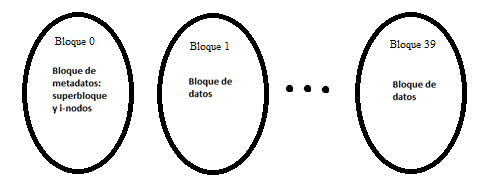 Bloque 0
Bloque de
metadatos:
superbloque
y i-nodos
Bloque 1
Bloque de
datos
Bloque 39
Bloque de
datos